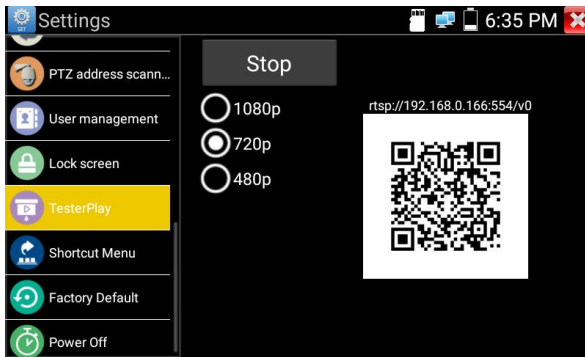 Settings
6:35 PM
SET
PTZ address scann...
User management
Lock screen
TesterPlay
Shortcut Menu
Factory Default
Power Off
Stop
1080p
720p
480p
rtsp://192.168.0.166:554/v0